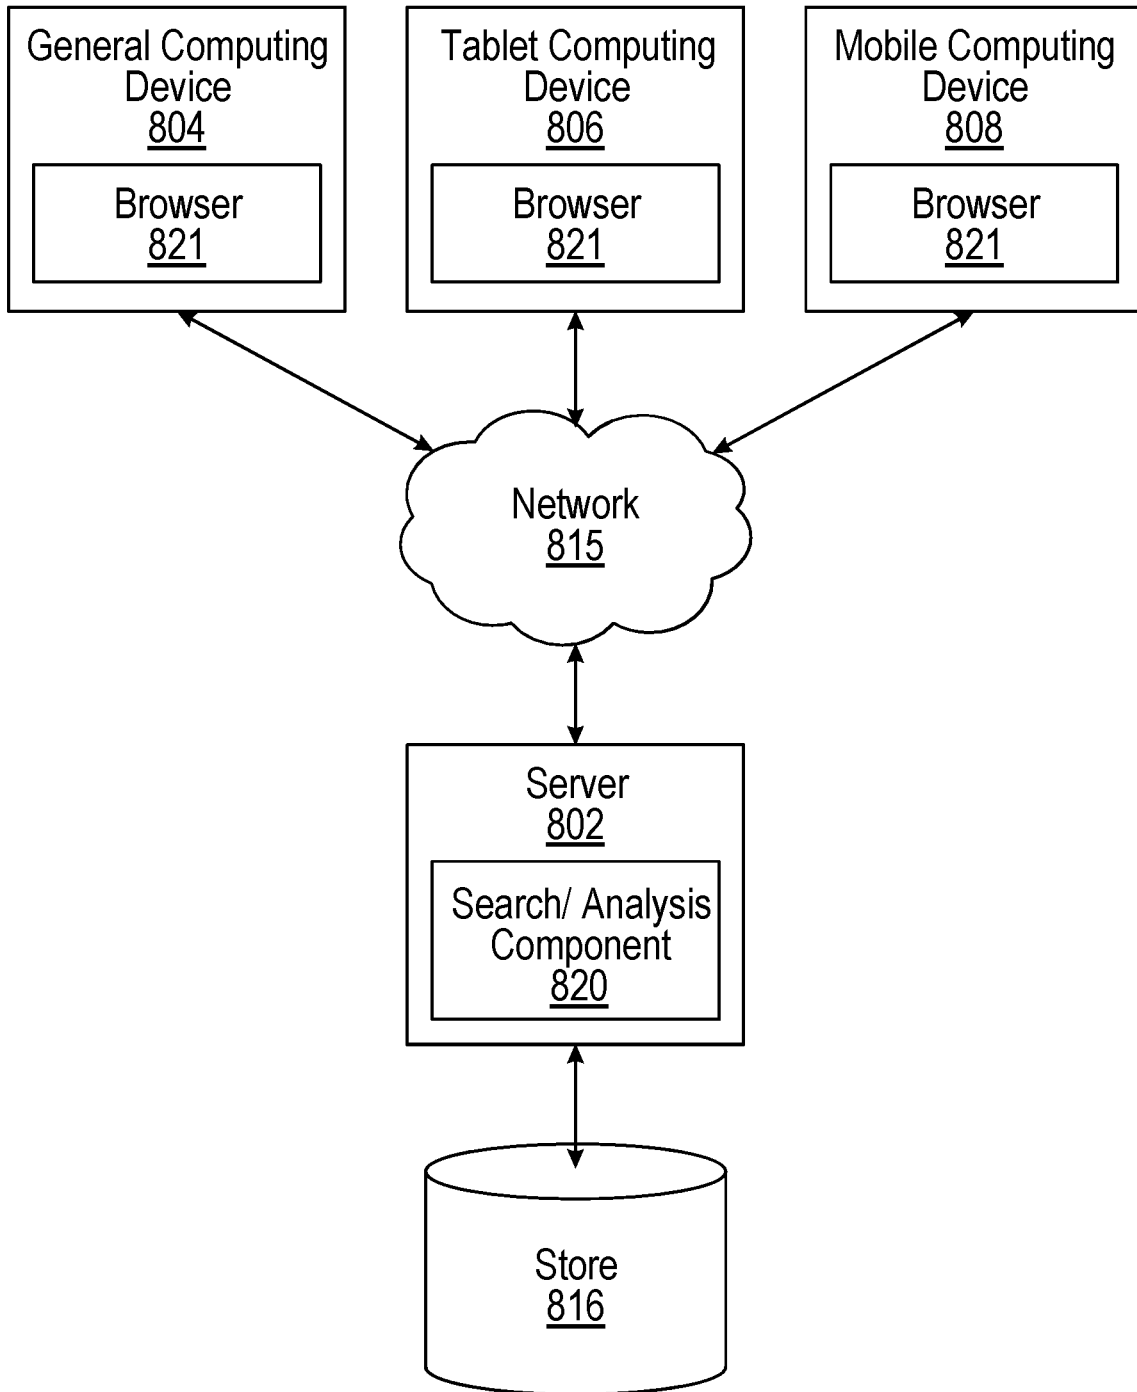 General Computing
Device
804
Browser
821
Tablet Computing
Device
806
Browser
821
Mobile Computing
Device
808
Browser
821
Network
815
Server
802
Search/ Analysis
Component
820
Store
816